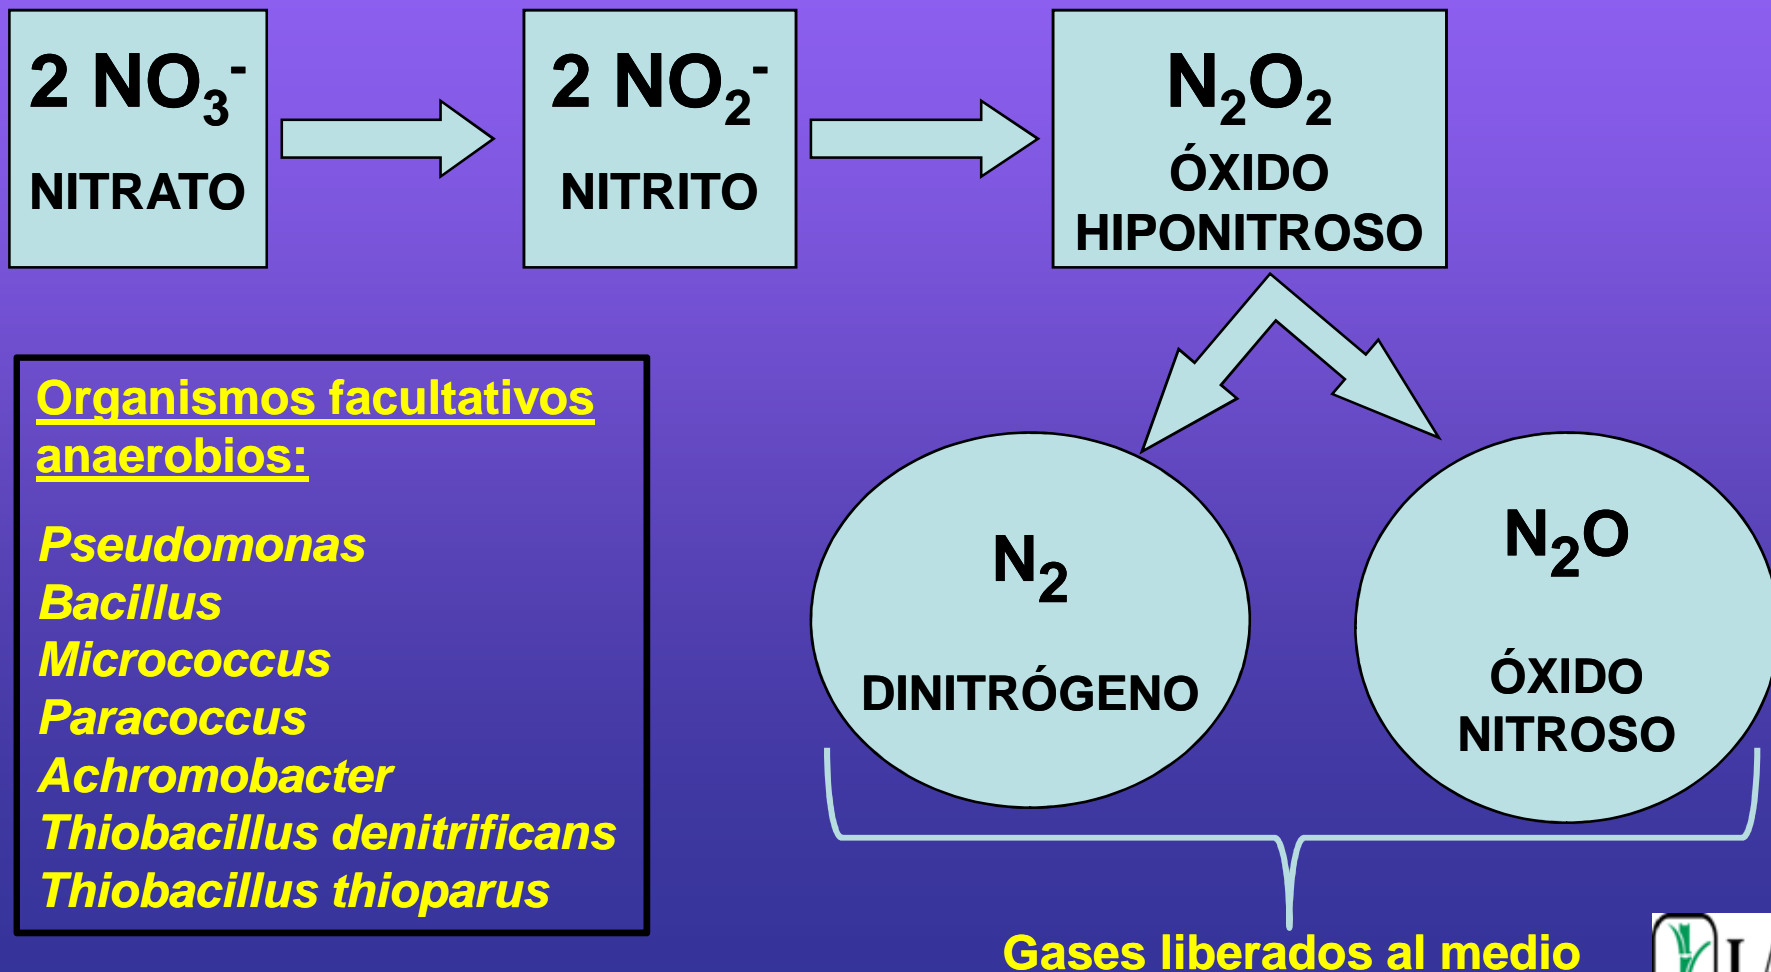 2 NO₃⁻
NITRATO
2 NO₂⁻
NITRITO
N₂O₂
ÓXIDO
HIPONITROSO
Organismos facultativos
anaerobios:
Pseudomonas
Bacillus
Micrococcus
Paracoccus
Achromobacter
Thiobacillus denitrificans
Thiobacillus thioparus
N₂
DINITRÓGENO
N₂O
ÓXIDO
NITROSO
Gases liberados al medio